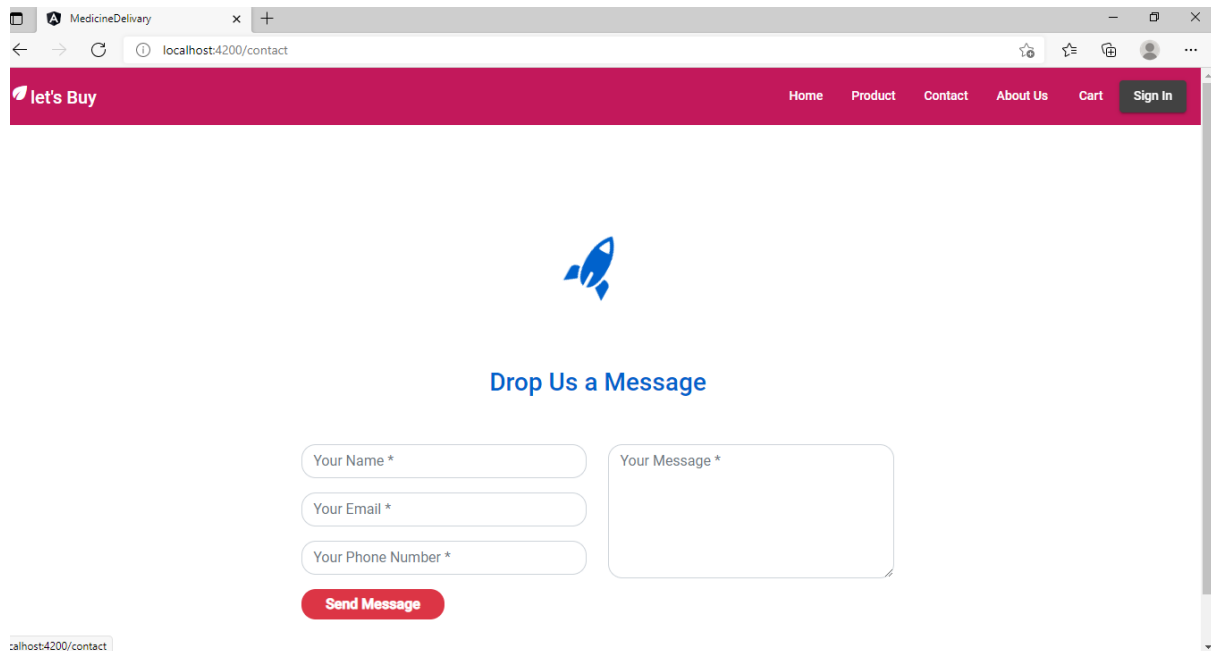 MedicineDelivary
localhost:4200/contact
let's Buy
Home Product Contact About Us Cart Sign In
Drop Us a Message
Your Name *
Your Message *
Your Email *
Your Phone Number *
Send Message
calhost:4200/contact